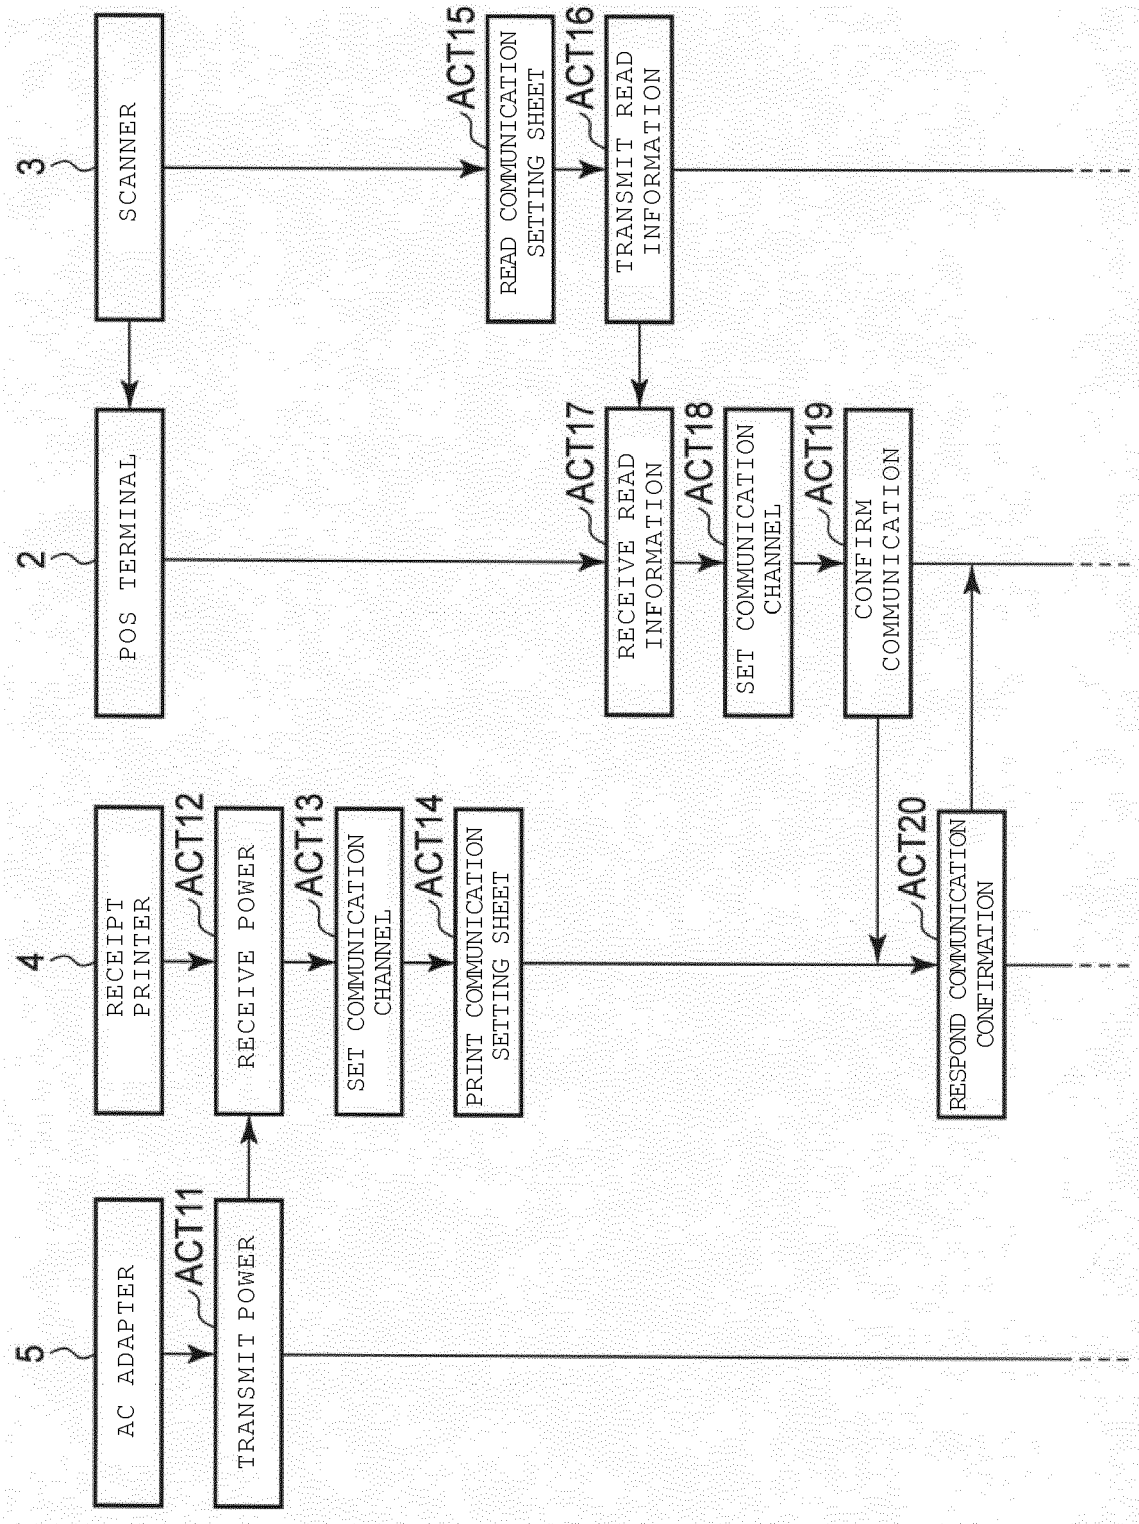 5
AC ADAPTER
ACT11
TRANSMIT POWER
4
RECEIPT
PRINTER
ACT12
RECEIVE POWER
ACT13
SET COMMUNICATION
CHANNEL
ACT14
PRINT COMMUNICATION
SETTING SHEET
ACT20
RESPOND COMMUNICATION
CONFIRMATION
2
POS TERMINAL
ACT17
RECEIVE READ
INFORMATION
ACT18
SET COMMUNICATION
CHANNEL
ACT19
CONFIRM
COMMUNICATION
3
SCANNER
ACT15
READ COMMUNICATION
SETTING SHEET
ACT16
TRANSMIT READ
INFORMATION